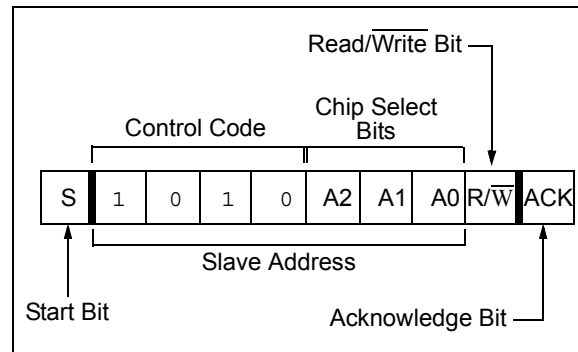 Read/Write Bit
Chip Select
Bits
Control Code
S 1 0 1 0 A2 A1 A0 R/W ACK
Slave Address
Start Bit
Acknowledge Bit